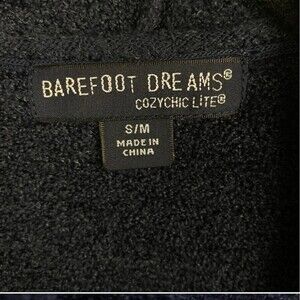 BAREFOOT DREAMS®
COZYCHIC LITE®
S/M
MADE IN
CHINA